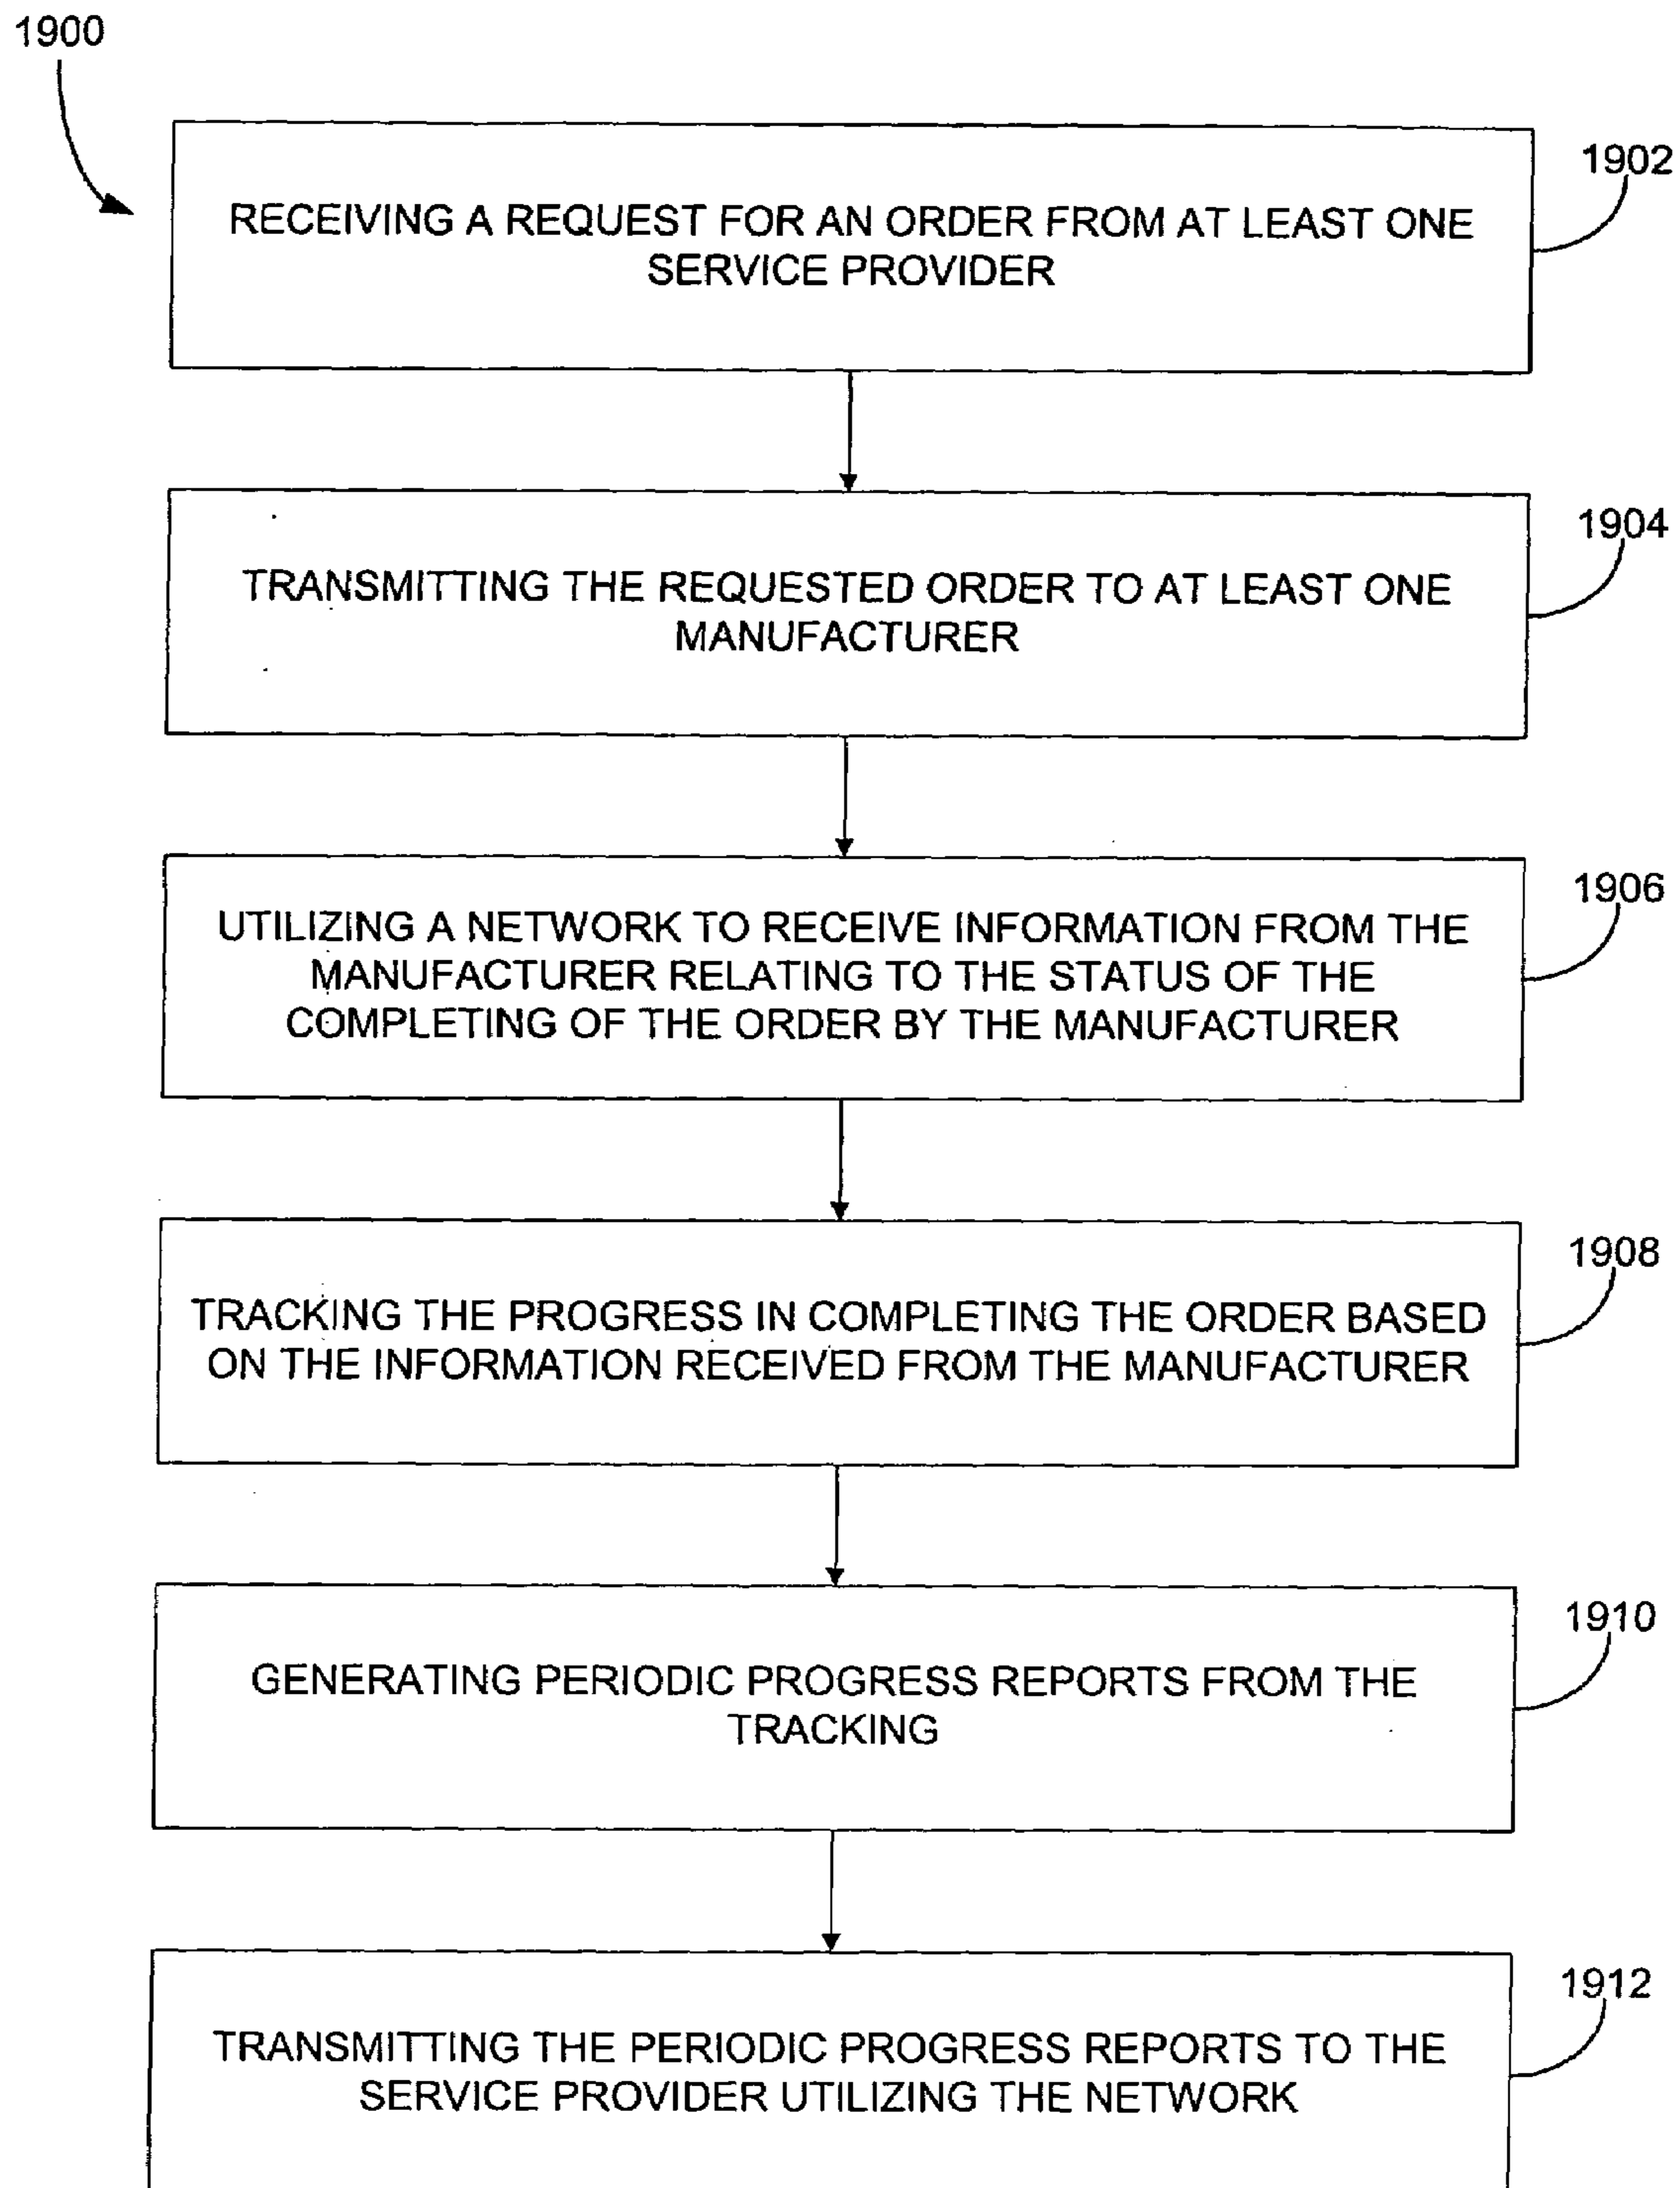 1900
1902
RECEIVING A REQUEST FOR AN ORDER FROM AT LEAST ONE
SERVICE PROVIDER
1904
TRANSMITTING THE REQUESTED ORDER TO AT LEAST ONE
MANUFACTURER
1906
UTILIZING A NETWORK TO RECEIVE INFORMATION FROM THE
MANUFACTURER RELATING TO THE STATUS OF THE
COMPLETING OF THE ORDER BY THE MANUFACTURER
1908
TRACKING THE PROGRESS IN COMPLETING THE ORDER BASED
ON THE INFORMATION RECEIVED FROM THE MANUFACTURER
1910
GENERATING PERIODIC PROGRESS REPORTS FROM THE
TRACKING
1912
TRANSMITTING THE PERIODIC PROGRESS REPORTS TO THE
SERVICE PROVIDER UTILIZING THE NETWORK